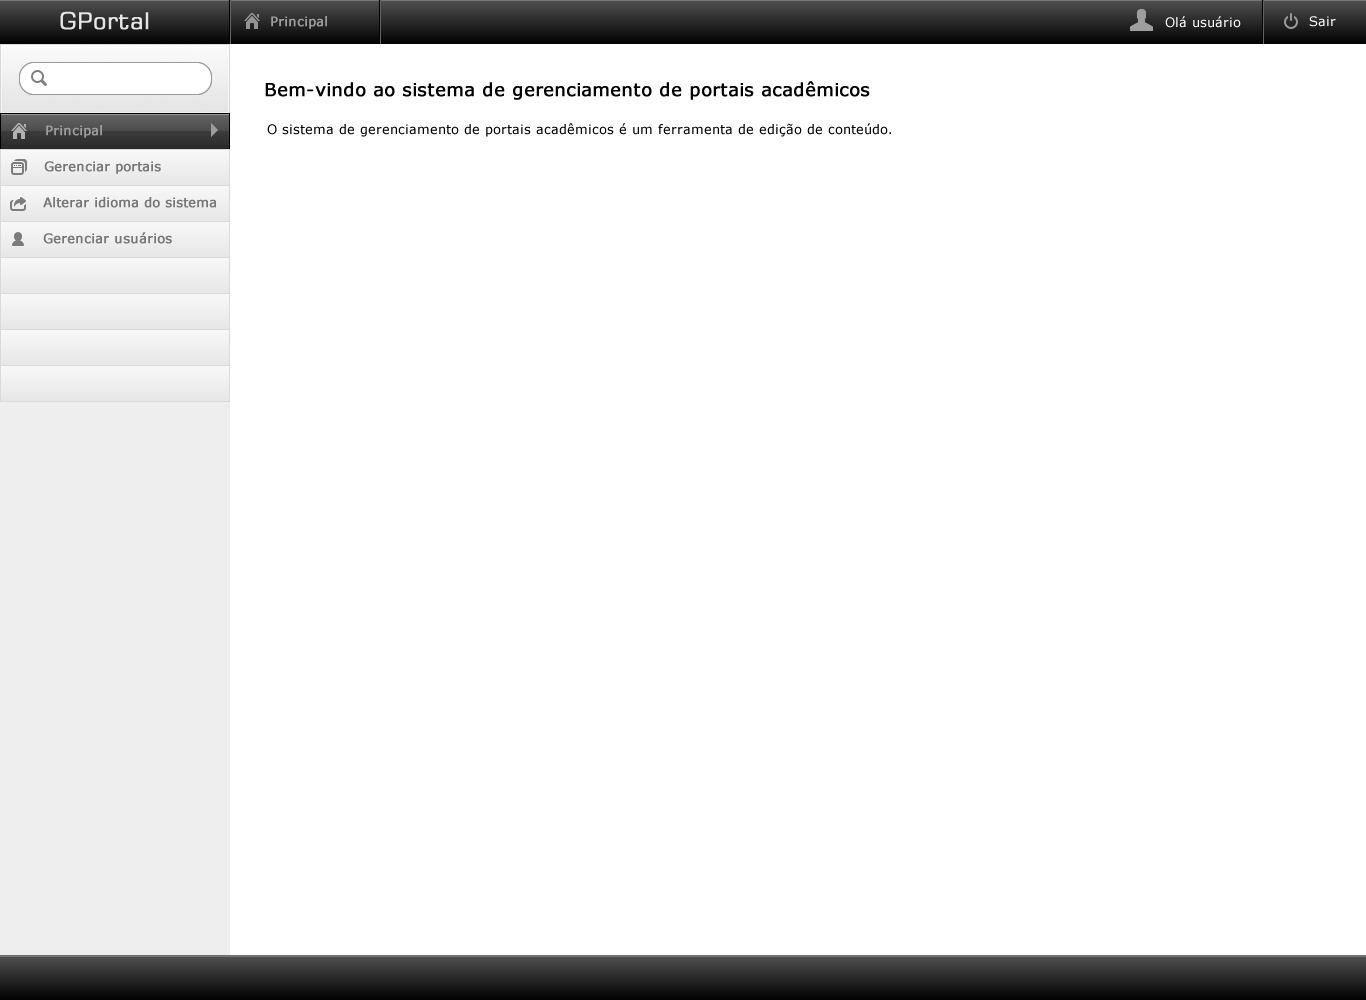 GPortal
Principal
Olá usuário
Sair
Bem-vindo ao sistema de gerenciamento de portais acadêmicos
O sistema de gerenciamento de portais acadêmicos é um ferramenta de edição de conteúdo.
Principal
Gerenciar portais
Alterar idioma do sistema
Gerenciar usuários